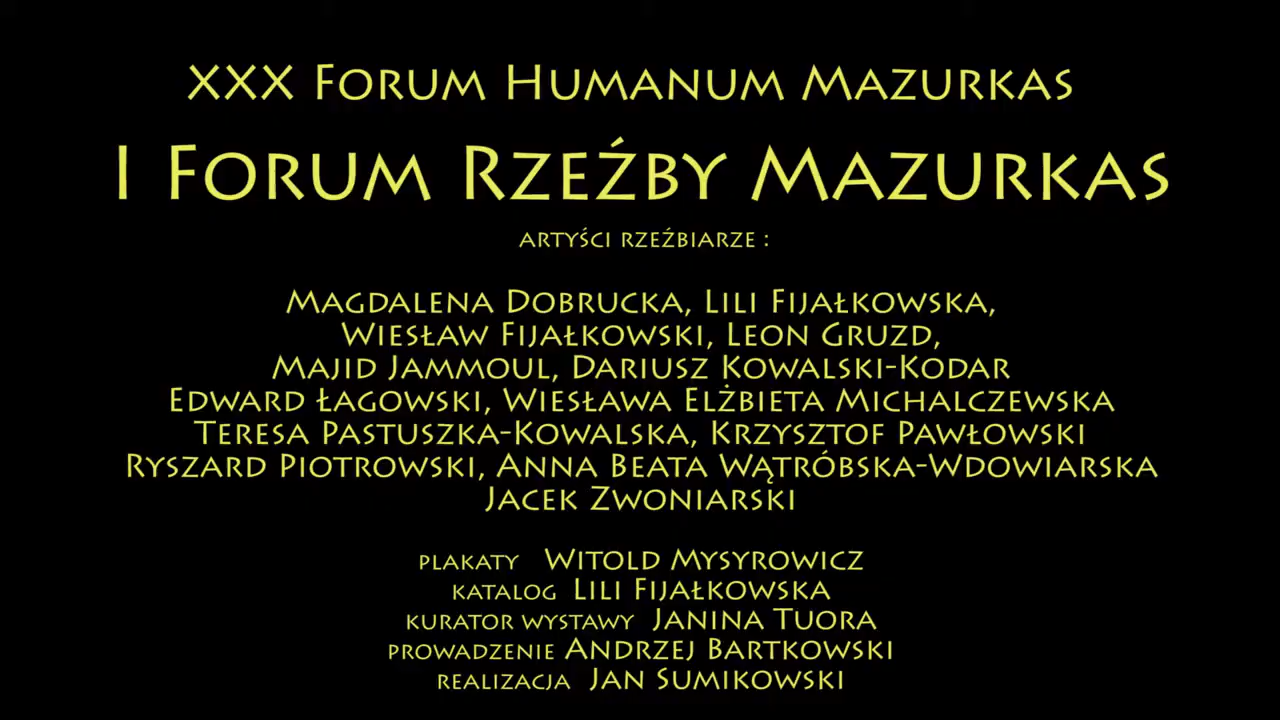 XXX Forum Humanum Mazurkas
I Forum Rzeźby Mazurkas
artyści rzeźbiarze :
Magdalena Dobrucka, Lili Fijałkowska,
Wiesław Fijałkowski, Leon Gruzd,
Majid Jammoul, Dariusz Kowalski-Kodar
Edward Łagowski, Wiesława Elżbieta Michalczewska
Teresa Pastuszka-Kowalska, Krzysztof Pawłowski
Ryszard Piotrowski, Anna Beata Wątróbska-Wdowiarska
Jacek Zwoniarski
plakaty Witold Mysyrowicz
katalog Lili Fijałkowska
kurator wystawy Janina Tuora
prowadzenie Andrzej Bartkowski
realizacja Jan Sumikowski